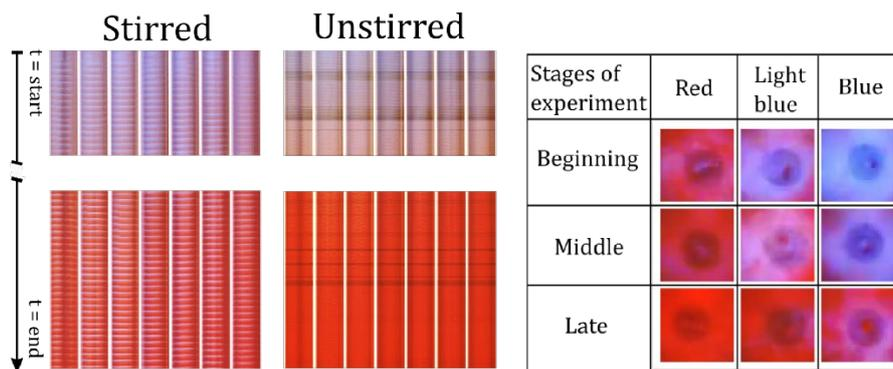 Stirred
Unstirred
t = start
t = end
Stages of
experiment
Red
Light
blue
Blue
Beginning
Middle
Late